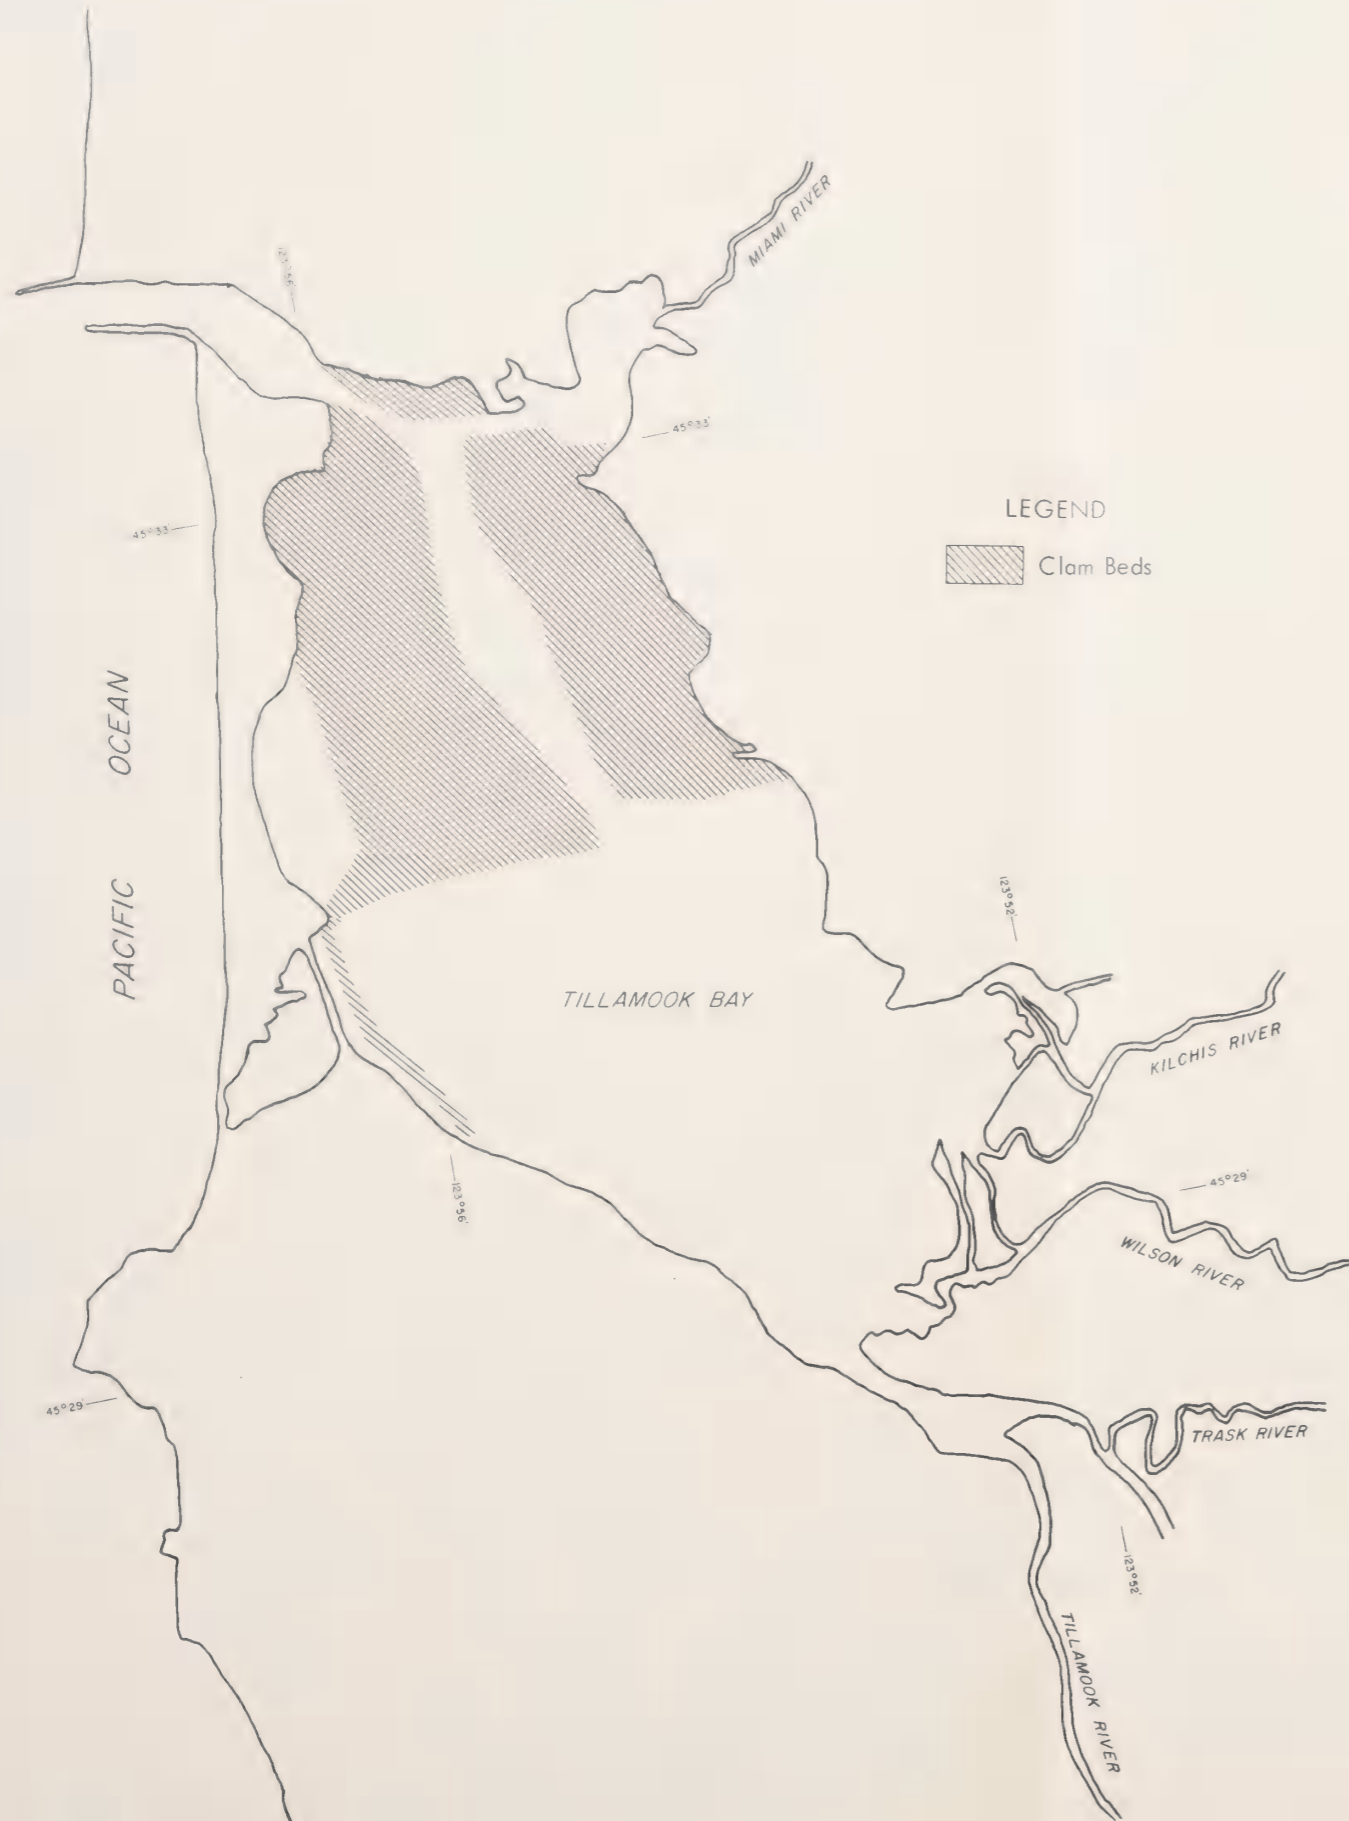 MIAMI RIVER
45°33'
LEGEND
45°33'
Clam Beds
PACIFIC OCEAN
123°52'
TILLAMOOK BAY
KILCHIS RIVER
123°56'
45°29'
WILSON RIVER
45°29'
TRASK RIVER
123°52'
TILLAMOOK RIVER